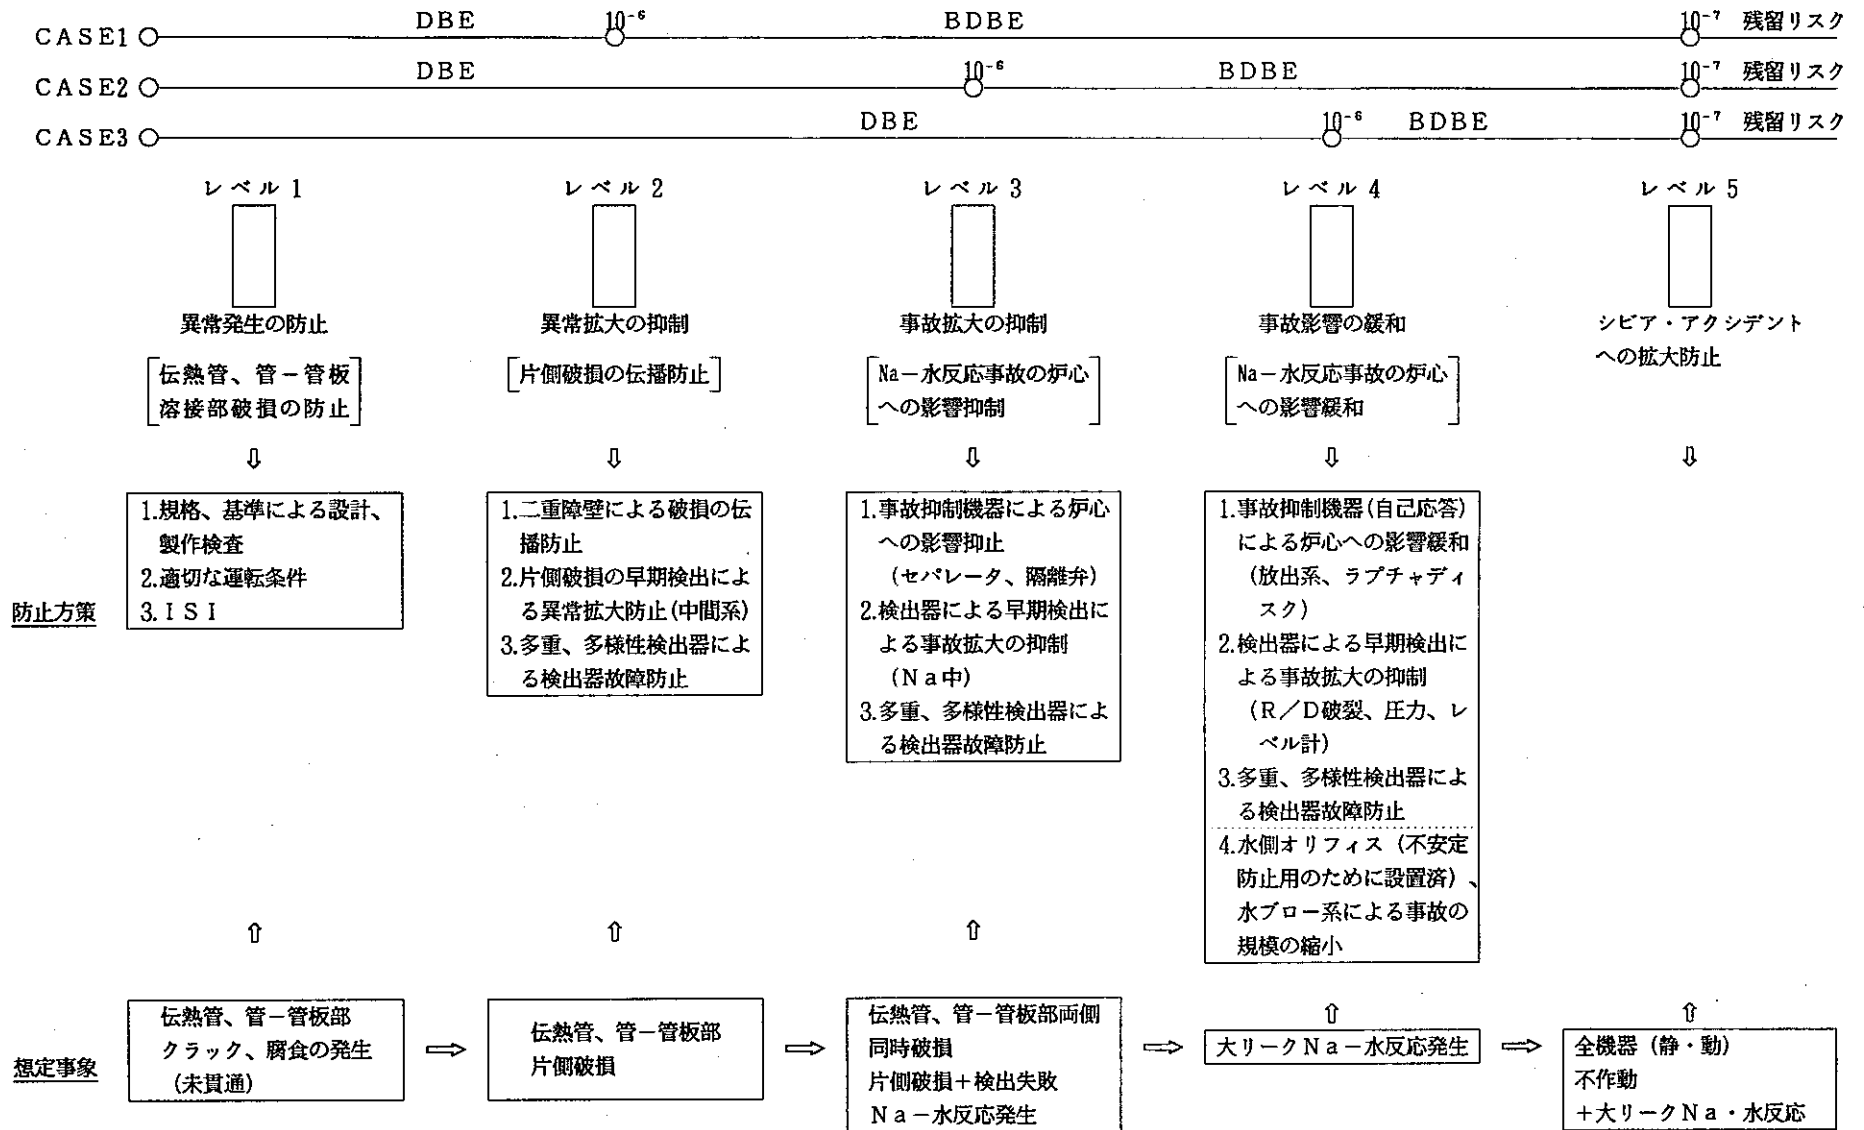 CASE1 DBE 10⁻⁶ BDBE 10⁻⁷ 残留リスク
CASE2 DBE 10⁻⁶ BDBE 10⁻⁷ 残留リスク
CASE3 DBE 10⁻⁶ BDBE 10⁻⁷ 残留リスク
レベル 1
異常発生の防止
伝熱管、管－管板
溶接部破損の防止
⇩
レベル 2
異常拡大の抑制
片側破損の伝播防止
⇩
レベル 3
事故拡大の抑制
Na－水反応事故の炉心
への影響抑制
⇩
レベル 4
事故影響の緩和
Na－水反応事故の炉心
への影響緩和
⇩
レベル 5
シビア・アクシデント
への拡大防止
⇩
防止方策
1.規格、基準による設計、
製作検査
2.適切な運転条件
3.ＩＳＩ
⇧
1.二重障壁による破損の伝
播防止
2.片側破損の早期検出によ
る異常拡大防止(中間系)
3.多重、多様性検出器によ
る検出器故障防止
⇧
1.事故抑制機器による炉心
への影響抑止
(セパレータ、隔離弁)
2.検出器による早期検出に
よる事故拡大の抑制
(Ｎａ中)
3.多重、多様性検出器によ
る検出器故障防止
⇧
1.事故抑制機器(自己応答)
による炉心への影響緩和
(放出系、ラプチャディ
スク)
2.検出器による早期検出に
よる事故拡大の抑制
(Ｒ／Ｄ破裂、圧力、レ
ベル計)
3.多重、多様性検出器によ
る検出器故障防止
4.水側オリフィス (不安定
防止用のために設置済)、
水ブロー系による事故の
規模の縮小
⇧
⇧
想定事象
伝熱管、管－管板部
クラック、腐食の発生
(未貫通)
⇨
伝熱管、管－管板部
片側破損
⇨
伝熱管、管－管板部両側
同時破損
片側破損＋検出失敗
Ｎａ－水反応発生
⇨
大リークＮａ－水反応発生
⇨
全機器 (静・動)
不作動
＋大リークＮａ・水反応